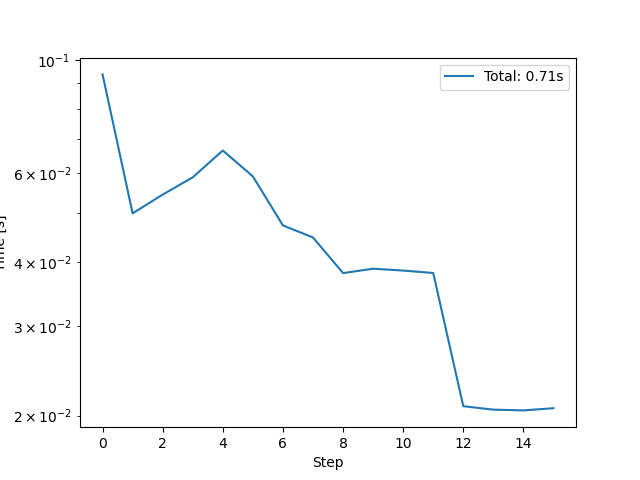 Total: 0.71s
10⁻¹
6 × 10⁻²
4 × 10⁻²
3 × 10⁻²
2 × 10⁻²
[s]
0 2 4 6 8 10 12 14
Step